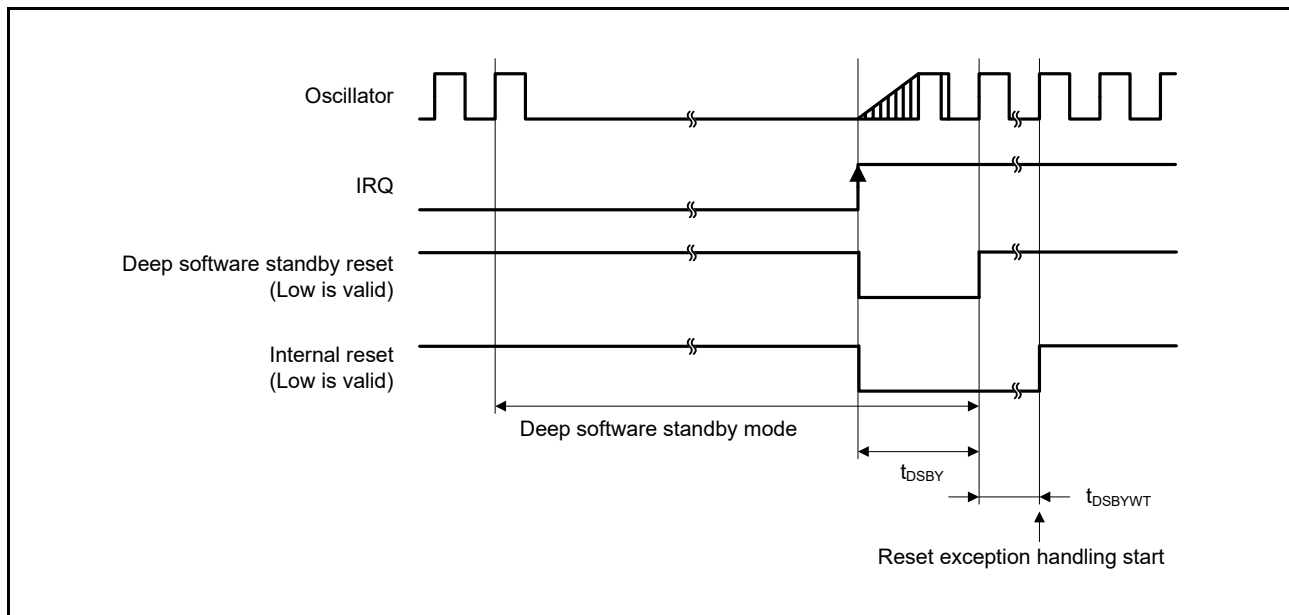 Oscillator
IRQ
Deep software standby reset
(Low is valid)
Internal reset
(Low is valid)
Deep software standby mode
tDSBY
tDSBYWT
Reset exception handling start